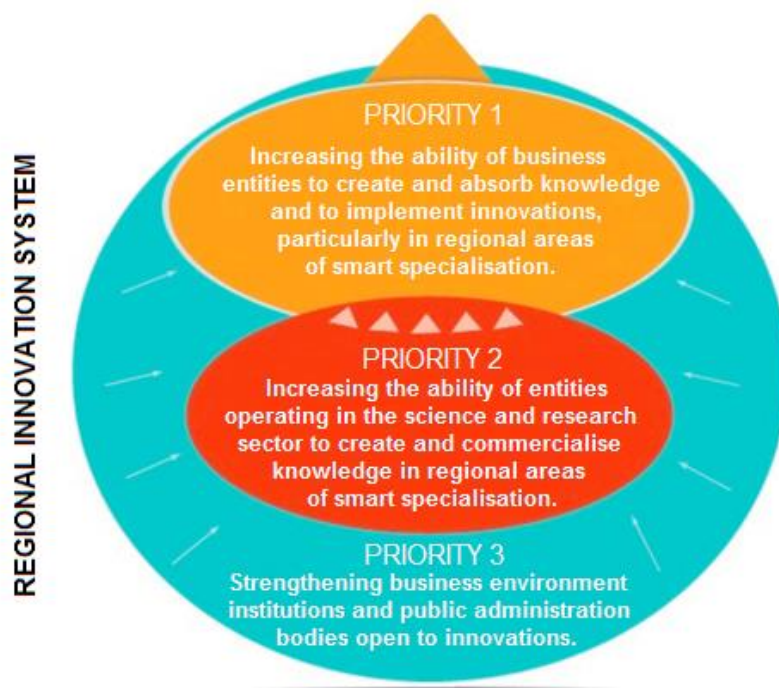 REGIONAL INNOVATION SYSTEM
PRIORITY 1
Increasing the ability of business
entities to create and absorb knowledge
and to implement innovations,
particularly in regional areas
of smart specialisation.
PRIORITY 2
Increasing the ability of entities
operating in the science and research
sector to create and commercialise
knowledge in regional areas
of smart specialisation.
PRIORITY 3
Strengthening business environment
institutions and public administration
bodies open to innovations.